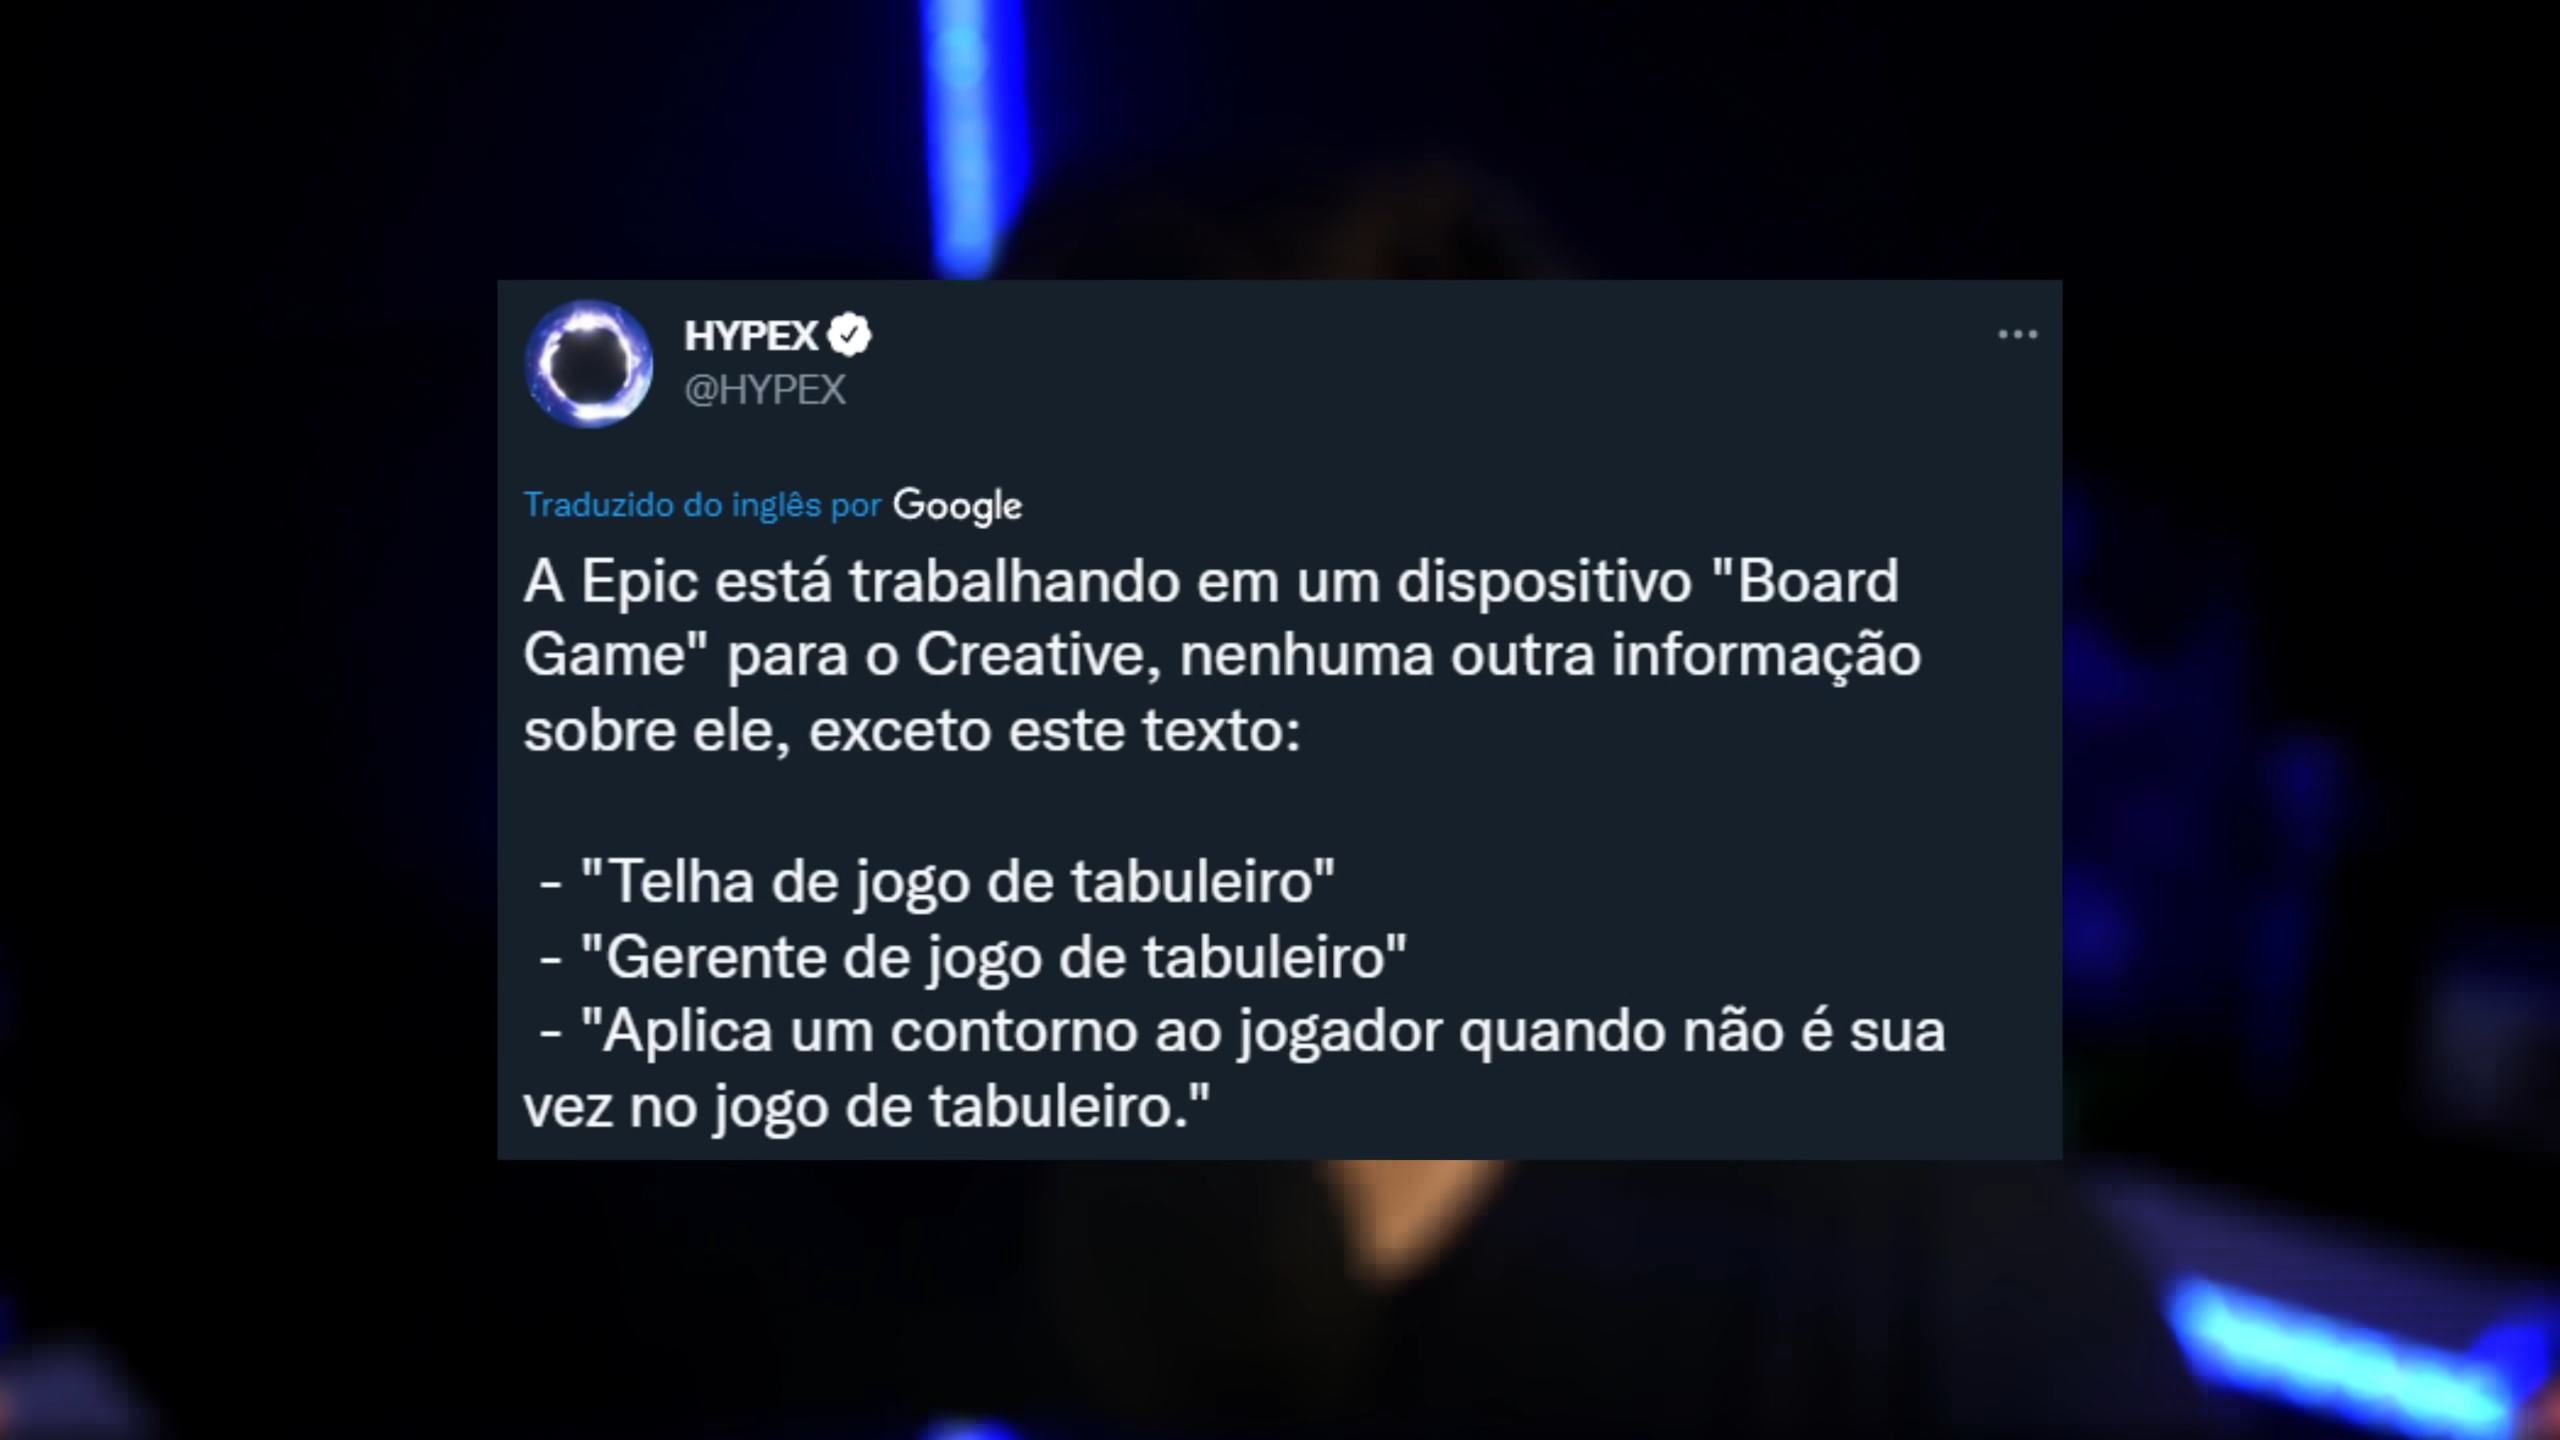 HYPEX
@HYPEX
Traduzido do inglês por Google
A Epic está trabalhando em um dispositivo "Board
Game" para o Creative, nenhuma outra informação
sobre ele, exceto este texto:
- "Telha de jogo de tabuleiro"
- "Gerente de jogo de tabuleiro"
- "Aplica um contorno ao jogador quando não é sua
vez no jogo de tabuleiro."